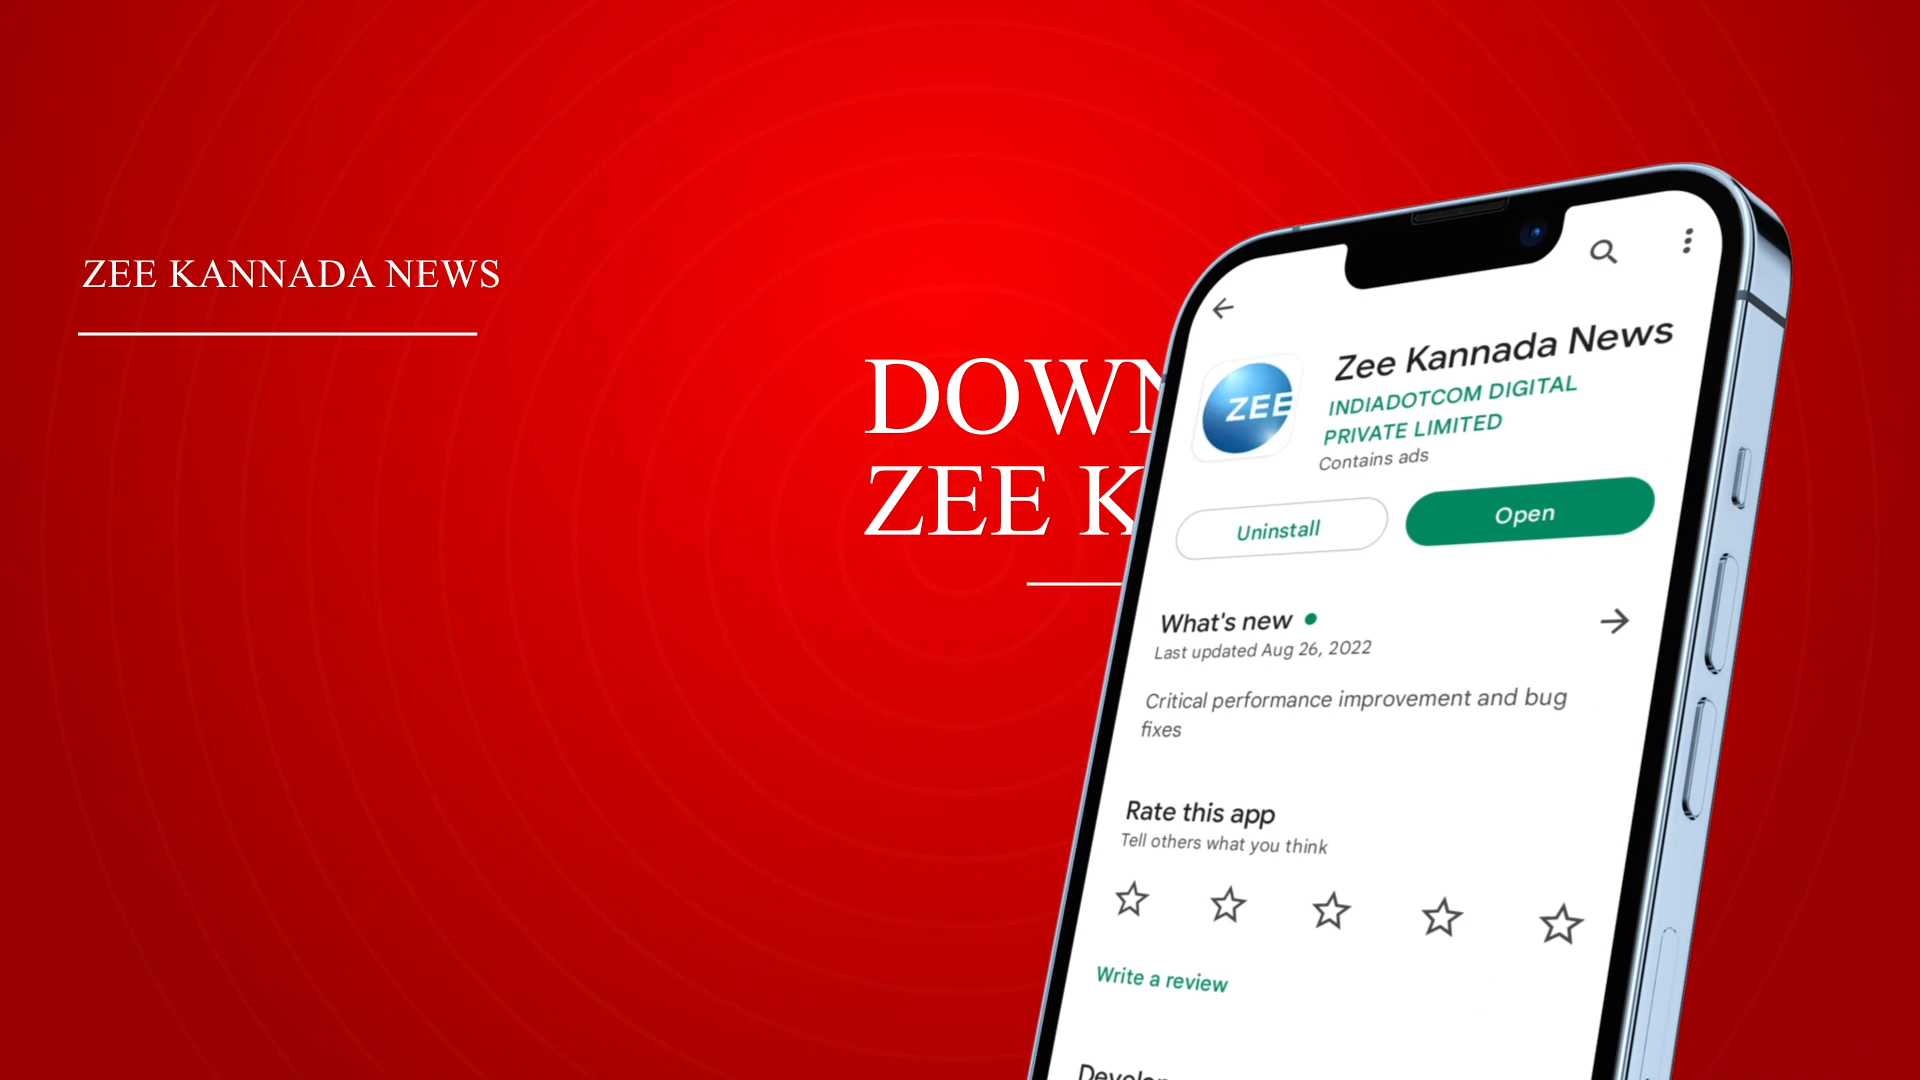 ZEE KANNADA NEWS
DOWN
ZEE K
Zee Kannada News
ZEE
INDIADOTCOM DIGITAL
PRIVATE LIMITED
Contains ads
Uninstall
Open
What's new
Last updated Aug 26, 2022
Critical performance improvement and bug
fixes
Rate this app
Tell others what you think
Write a review